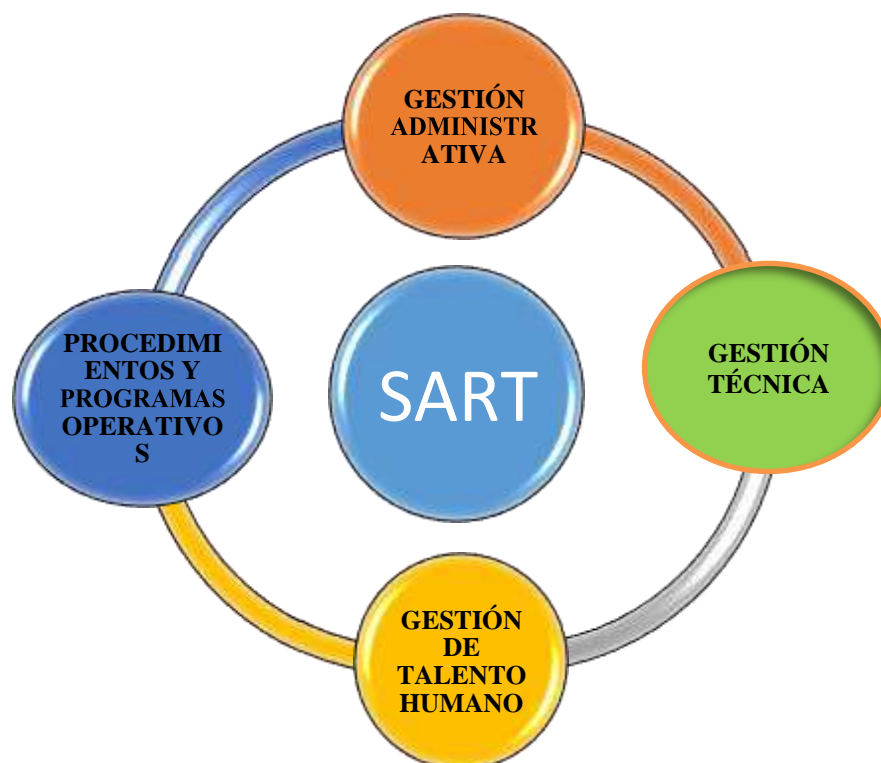 GESTIÓN
ADMINISTR
ATIVA
PROCEDIMI
ENTOS Y
PROGRAMAS
OPERATIVO
S
SART
GESTIÓN
TÉCNICA
GESTIÓN
DE
TALENTO
HUMANO